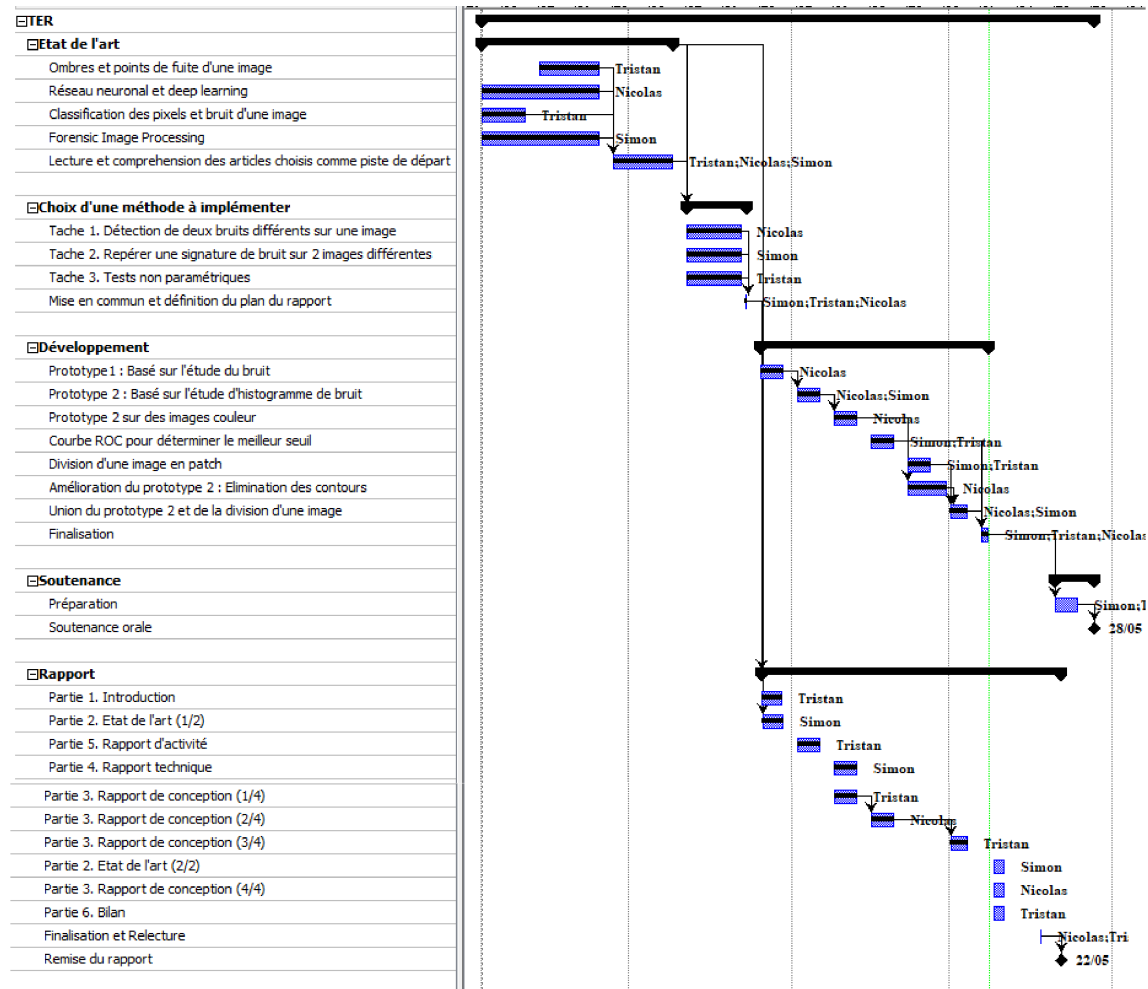 TER
Etat de l'art
Ombres et points de fuite d'une image Tristan
Réseau neuronal et deep learning Nicolas
Classification des pixels et bruit d'une image Tristan
Forensic Image Processing Simon
Lecture et comprehension des articles choisis comme piste de départ Tristan;Nicolas;Simon
Choix d'une méthode à implémenter
Tache 1. Détection de deux bruits différents sur une image Nicolas
Tache 2. Repérer une signature de bruit sur 2 images différentes Simon
Tache 3. Tests non paramétriques Tristan
Mise en commun et définition du plan du rapport Simon;Tristan;Nicolas
Développement
Prototype1 : Basé sur l'étude du bruit Nicolas
Prototype 2 : Basé sur l'étude d'histogramme de bruit Nicolas;Simon
Prototype 2 sur des images couleur Nicolas
Courbe ROC pour déterminer le meilleur seuil Simon;Tristan
Division d'une image en patch Simon;Tristan
Amélioration du prototype 2 : Elimination des contours Nicolas
Union du prototype 2 et de la division d'une image Nicolas;Simon
Finalisation Simon;Tristan;Nicolas
Soutenance
Préparation Simon;T
Soutenance orale 28/05
Rapport
Partie 1. Introduction Tristan
Partie 2. Etat de l'art (1/2) Simon
Partie 5. Rapport d'activité Tristan
Partie 4. Rapport technique Simon
Partie 3. Rapport de conception (1/4) Tristan
Partie 3. Rapport de conception (2/4) Nicolas
Partie 3. Rapport de conception (3/4) Tristan
Partie 2. Etat de l'art (2/2) Simon
Partie 3. Rapport de conception (4/4) Nicolas
Partie 6. Bilan Tristan
Finalisation et Relecture Nicolas;Tri
Remise du rapport 22/05